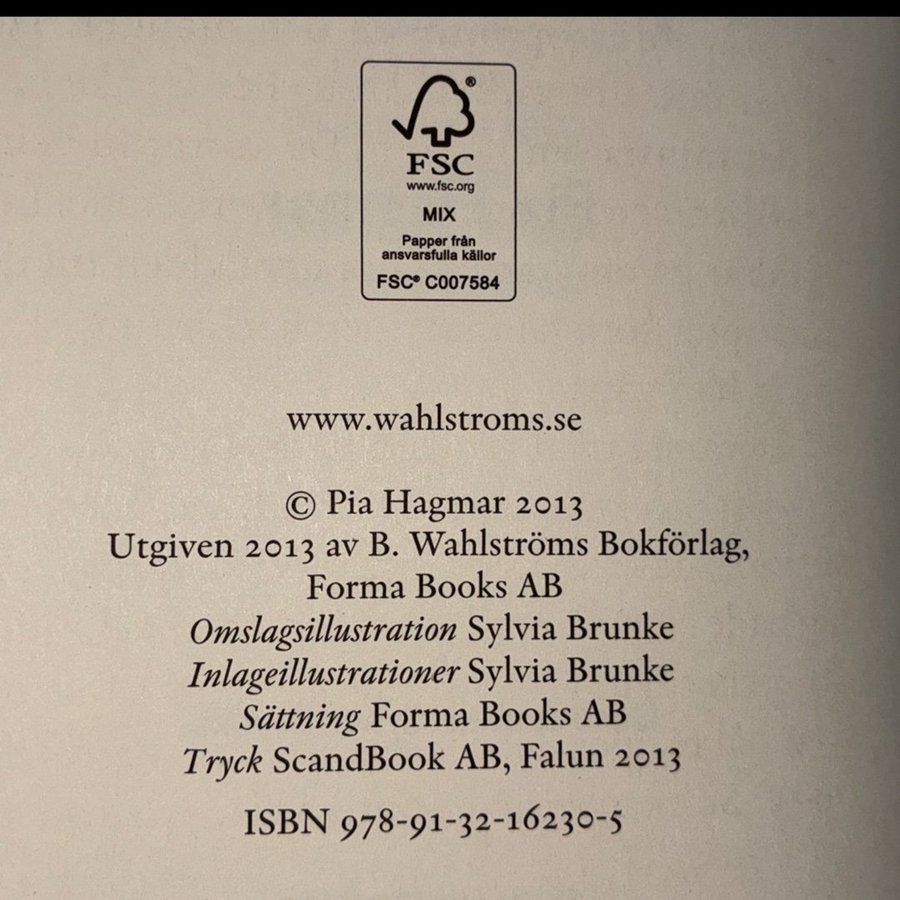 ®
FSC
www.fsc.org
MIX
Papper från
ansvarsfulla källor
FSC® C007584
www.wahlstroms.se
© Pia Hagmar 2013
Utgiven 2013 av B. Wahlströms Bokförlag,
Forma Books AB
Omslagsillustration Sylvia Brunke
Inlageillustrationer Sylvia Brunke
Sättning Forma Books AB
Tryck ScandBook AB, Falun 2013
ISBN 978-91-32-16230-5